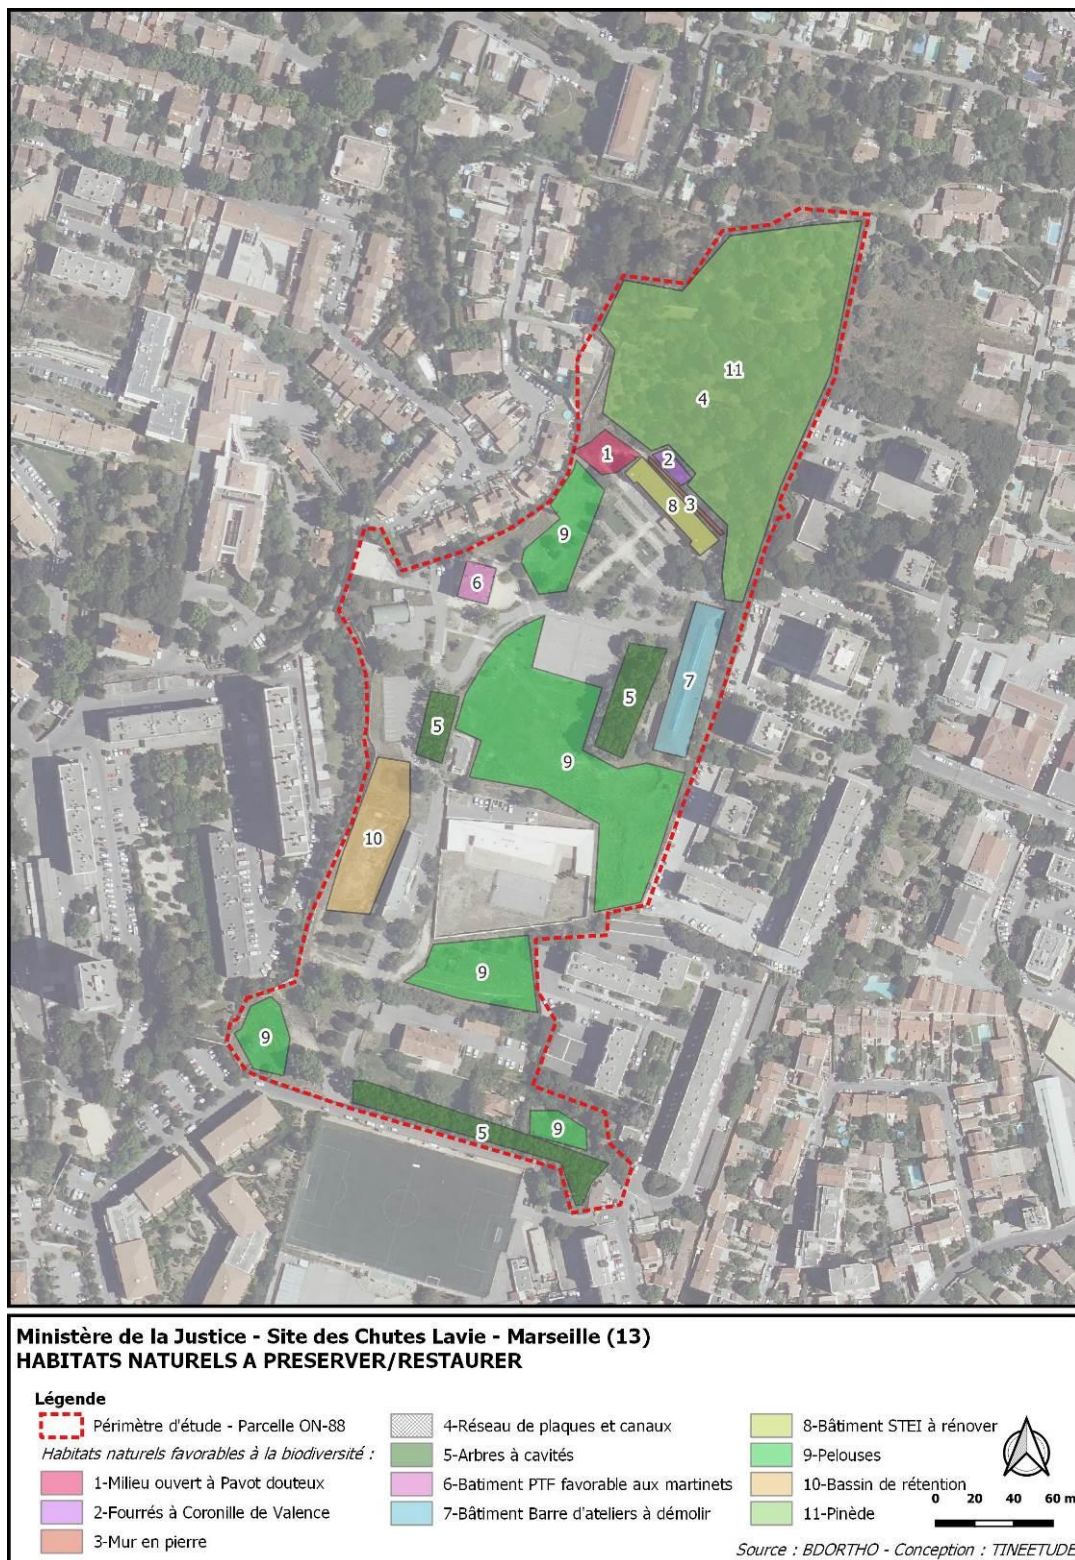 11
4
1
2
3
8
9
6
5
7
5
9
10
9
9
5
9
Ministère de la Justice - Site des Chutes Lavie - Marseille (13)
HABITATS NATURELS A PRESERVER/RESTAURER
Légende
Périmètre d'étude - Parcelle ON-88
Habitats naturels favorables à la biodiversité :
1-Milieu ouvert à Pavot douteux
2-Fourrés à Coronille de Valence
3-Mur en pierre
4-Réseau de plaques et canaux
5-Arbres à cavités
6-Batiment PTF favorable aux martinets
7-Bâtiment Barre d'ateliers à démolir
8-Bâtiment STEI à rénover
9-Pelouses
10-Bassin de rétention
11-Pinède
0 20 40 60 m
Source : BDORTHO - Conception : TINEETUDE